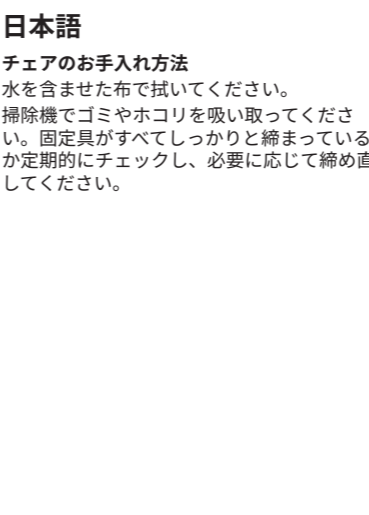 日本語
チェアのお手入れ方法
水を含ませた布で拭いてください。
掃除機でゴミやホコリを吸い取ってくださ
い。固定具がすべてしっかりと締まっている
か定期的にチェックし、必要に応じて締め直
してください。